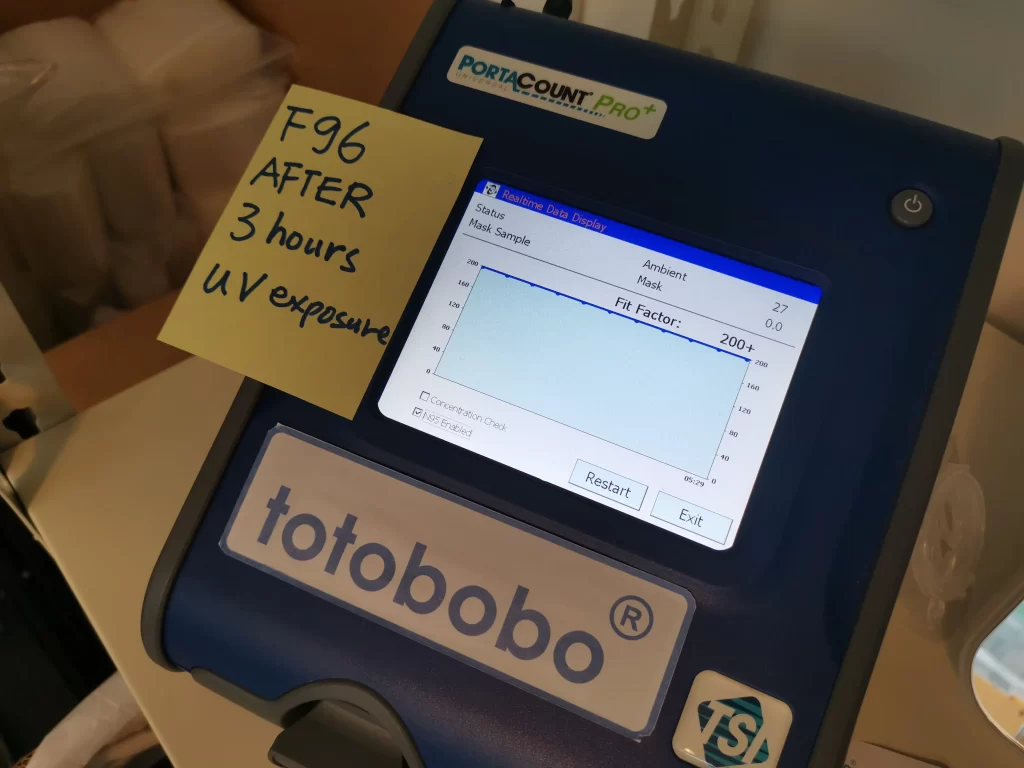 PORTACOUNT® PRO+
UNIVERSAL
F96
AFTER
3 hours
UV exposure
TSI Realtime Data Display
Status
Mask Sample
Ambient 27
Mask 0.0
Fit Factor: 200+
200 200
160 160
120 120
80 80
40 40
0 0
05:29
Concentration Check
N95 Enabled
Restart Exit
totobobo®
TSI